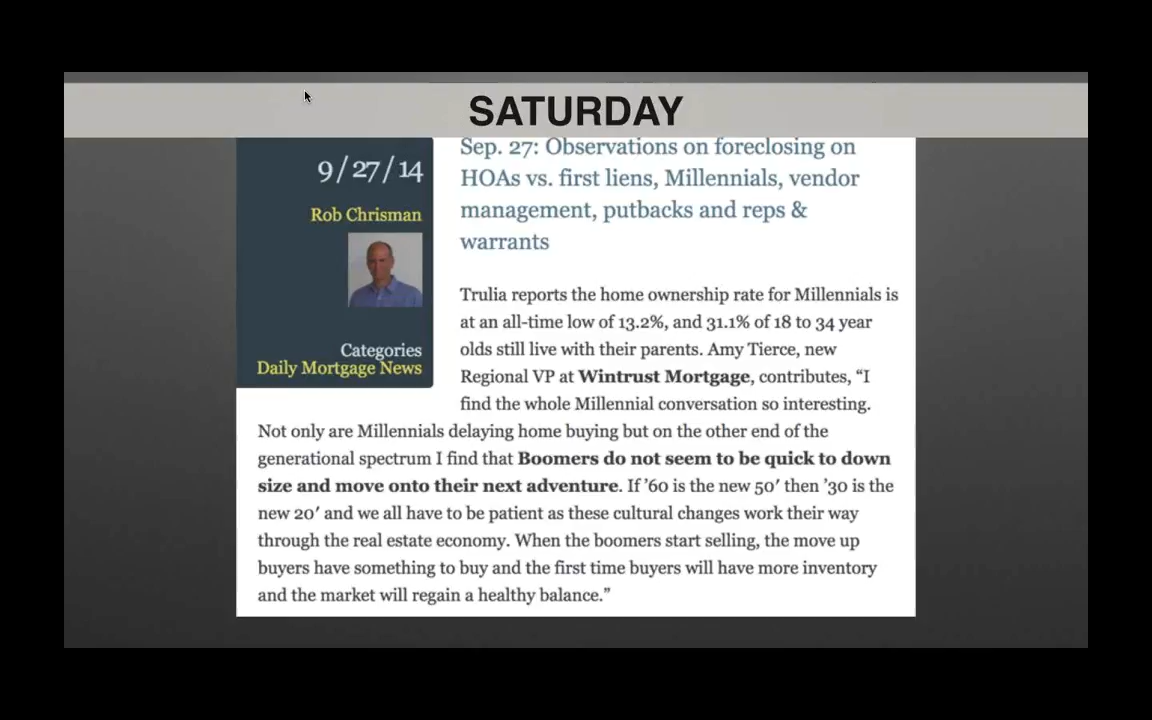 SATURDAY
9/27/14
Rob Chrisman
Categories
Daily Mortgage News
Sep. 27: Observations on foreclosing on
HOAs vs. first liens, Millennials, vendor
management, putbacks and reps &
warrants
Trulia reports the home ownership rate for Millennials is
at an all-time low of 13.2%, and 31.1% of 18 to 34 year
olds still live with their parents. Amy Tierce, new
Regional VP at Wintrust Mortgage, contributes, “I
find the whole Millennial conversation so interesting.
Not only are Millennials delaying home buying but on the other end of the
generational spectrum I find that Boomers do not seem to be quick to down
size and move onto their next adventure. If ’60 is the new 50′ then ’30 is the
new 20′ and we all have to be patient as these cultural changes work their way
through the real estate economy. When the boomers start selling, the move up
buyers have something to buy and the first time buyers will have more inventory
and the market will regain a healthy balance.”